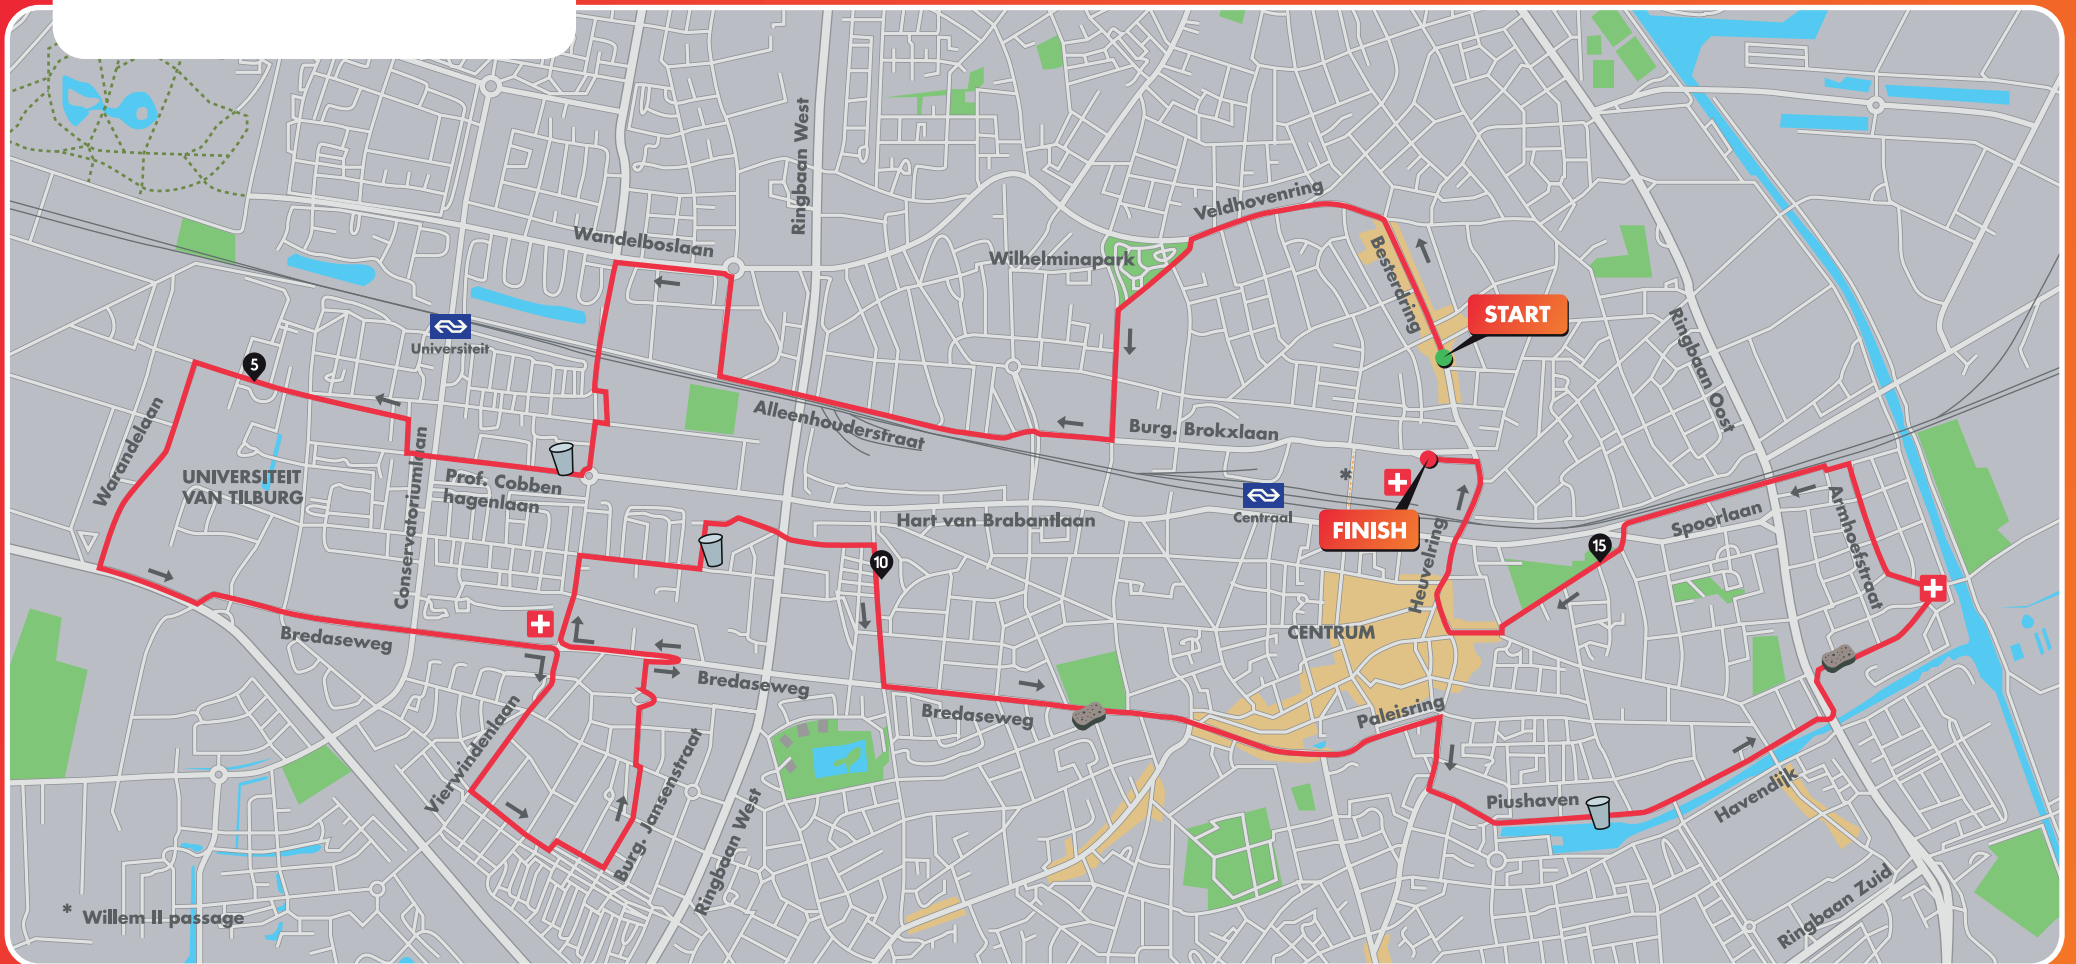 Ringbaan West
Wandelboslaan
Veldhovenring
Wilhelminapark
Besterdring
START
Ringbaan Oost
Universiteit
5
Alleenhouderstraat
Burg. Brokxlaan
Warandelaan
UNIVERSITEIT
VAN TILBURG
Conservatoriumlaan
Prof. Cobben
hagenlaan
*
Centraal
Hart van Brabantlaan
FINISH
Heuvelring
Spoorlaan
Armhoefstraat
15
10
Bredaseweg
CENTRUM
Bredaseweg
Bredaseweg
Paleisring
Vierwindenlaan
Burg. Jansenstraat
Ringbaan West
Piushaven
Havendijk
Ringbaan Zuid
* Willem II passage